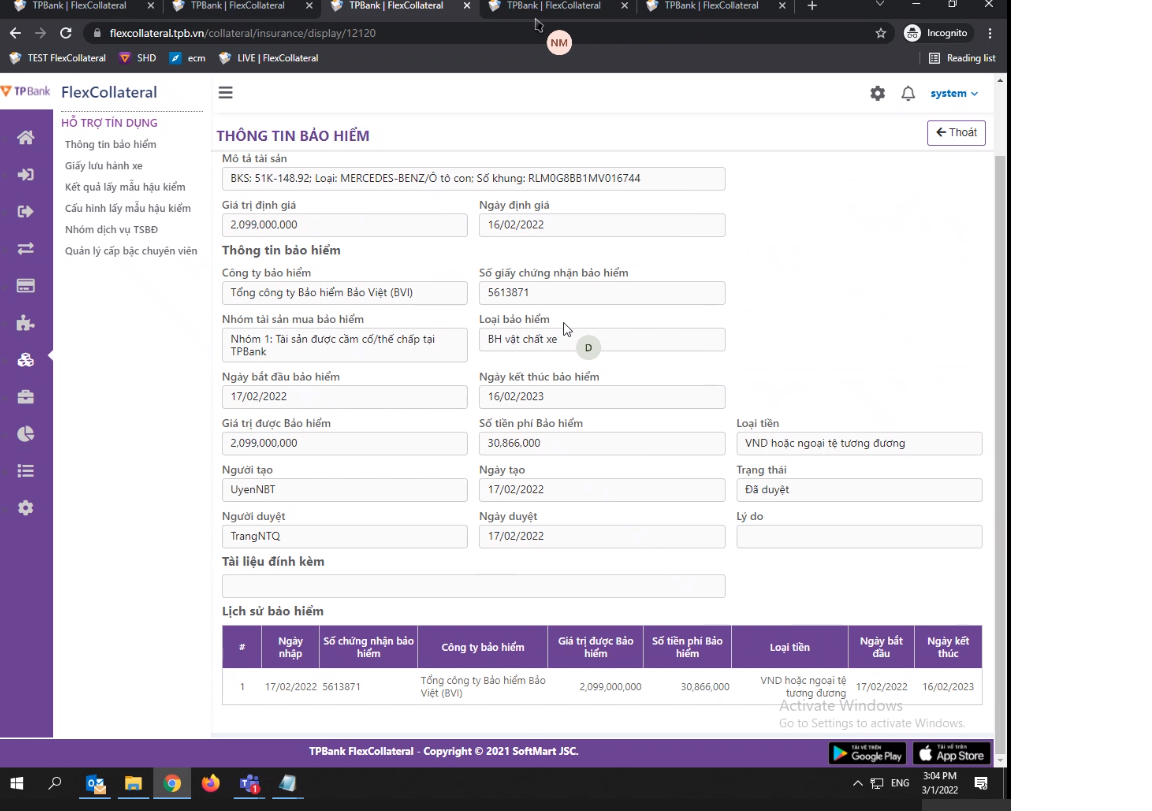 TPBank | FlexCollateral
TPBank | FlexCollateral
TPBank | FlexCollateral
TPBank | FlexCollateral
TPBank | FlexCollateral
flexcollateral.tpb.vn/collateral/insurance/display/12120
NM
Incognito
TEST FlexCollateral
SHD
ecm
LIVE | FlexCollateral
Reading list
TPBank
FlexCollateral
system
HỖ TRỢ TÍN DỤNG
Thông tin bảo hiểm
Giấy lưu hành xe
Kết quả lấy mẫu hậu kiểm
Cấu hình lấy mẫu hậu kiểm
Nhóm dịch vụ TSBĐ
Quản lý cấp bậc chuyên viên
THÔNG TIN BẢO HIỂM
Thoát
Mô tả tài sản
BKS: 51K-148.92; Loại: MERCEDES-BENZ/Ô tô con; Số khung: RLM0G8BB1MV016744
Giá trị định giá
Ngày định giá
2,099,000,000
16/02/2022
Thông tin bảo hiểm
Công ty bảo hiểm
Số giấy chứng nhận bảo hiểm
Tổng công ty Bảo hiểm Bảo Việt (BVI)
5613871
Nhóm tài sản mua bảo hiểm
Loại bảo hiểm
Nhóm 1: Tài sản được cầm cố/thế chấp tại
TPBank
BH vật chất xe
D
Ngày bắt đầu bảo hiểm
Ngày kết thúc bảo hiểm
17/02/2022
16/02/2023
Giá trị được Bảo hiểm
Số tiền phí Bảo hiểm
Loại tiền
2,099,000,000
30,866,000
VND hoặc ngoại tệ tương đương
Người tạo
Ngày tạo
Trạng thái
UyenNBT
17/02/2022
Đã duyệt
Người duyệt
Ngày duyệt
Lý do
TrangNTQ
17/02/2022
Tài liệu đính kèm
Lịch sử bảo hiểm
#
Ngày nhập
Số chứng nhận bảo hiểm
Công ty bảo hiểm
Giá trị được Bảo hiểm
Số tiền phí Bảo hiểm
Loại tiền
Ngày bắt đầu
Ngày kết thúc
1
17/02/2022
5613871
Tổng công ty Bảo hiểm Bảo Việt (BVI)
2,099,000,000
30,866,000
VND hoặc ngoại tệ tương đương
17/02/2022
16/02/2023
Activate Windows
Go to Settings to activate Windows.
TPBank FlexCollateral - Copyright © 2021 SoftMart JSC.
TẢI VỀ TRÊN
Google Play
Tải về trên
App Store
1
ENG
3:04 PM
3/1/2022